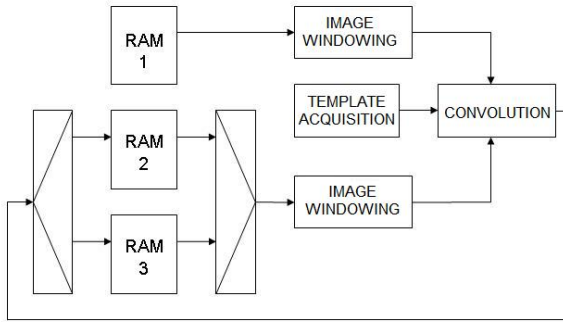 RAM
1
IMAGE
WINDOWING
RAM
2
TEMPLATE
ACQUISITION
CONVOLUTION
RAM
3
IMAGE
WINDOWING